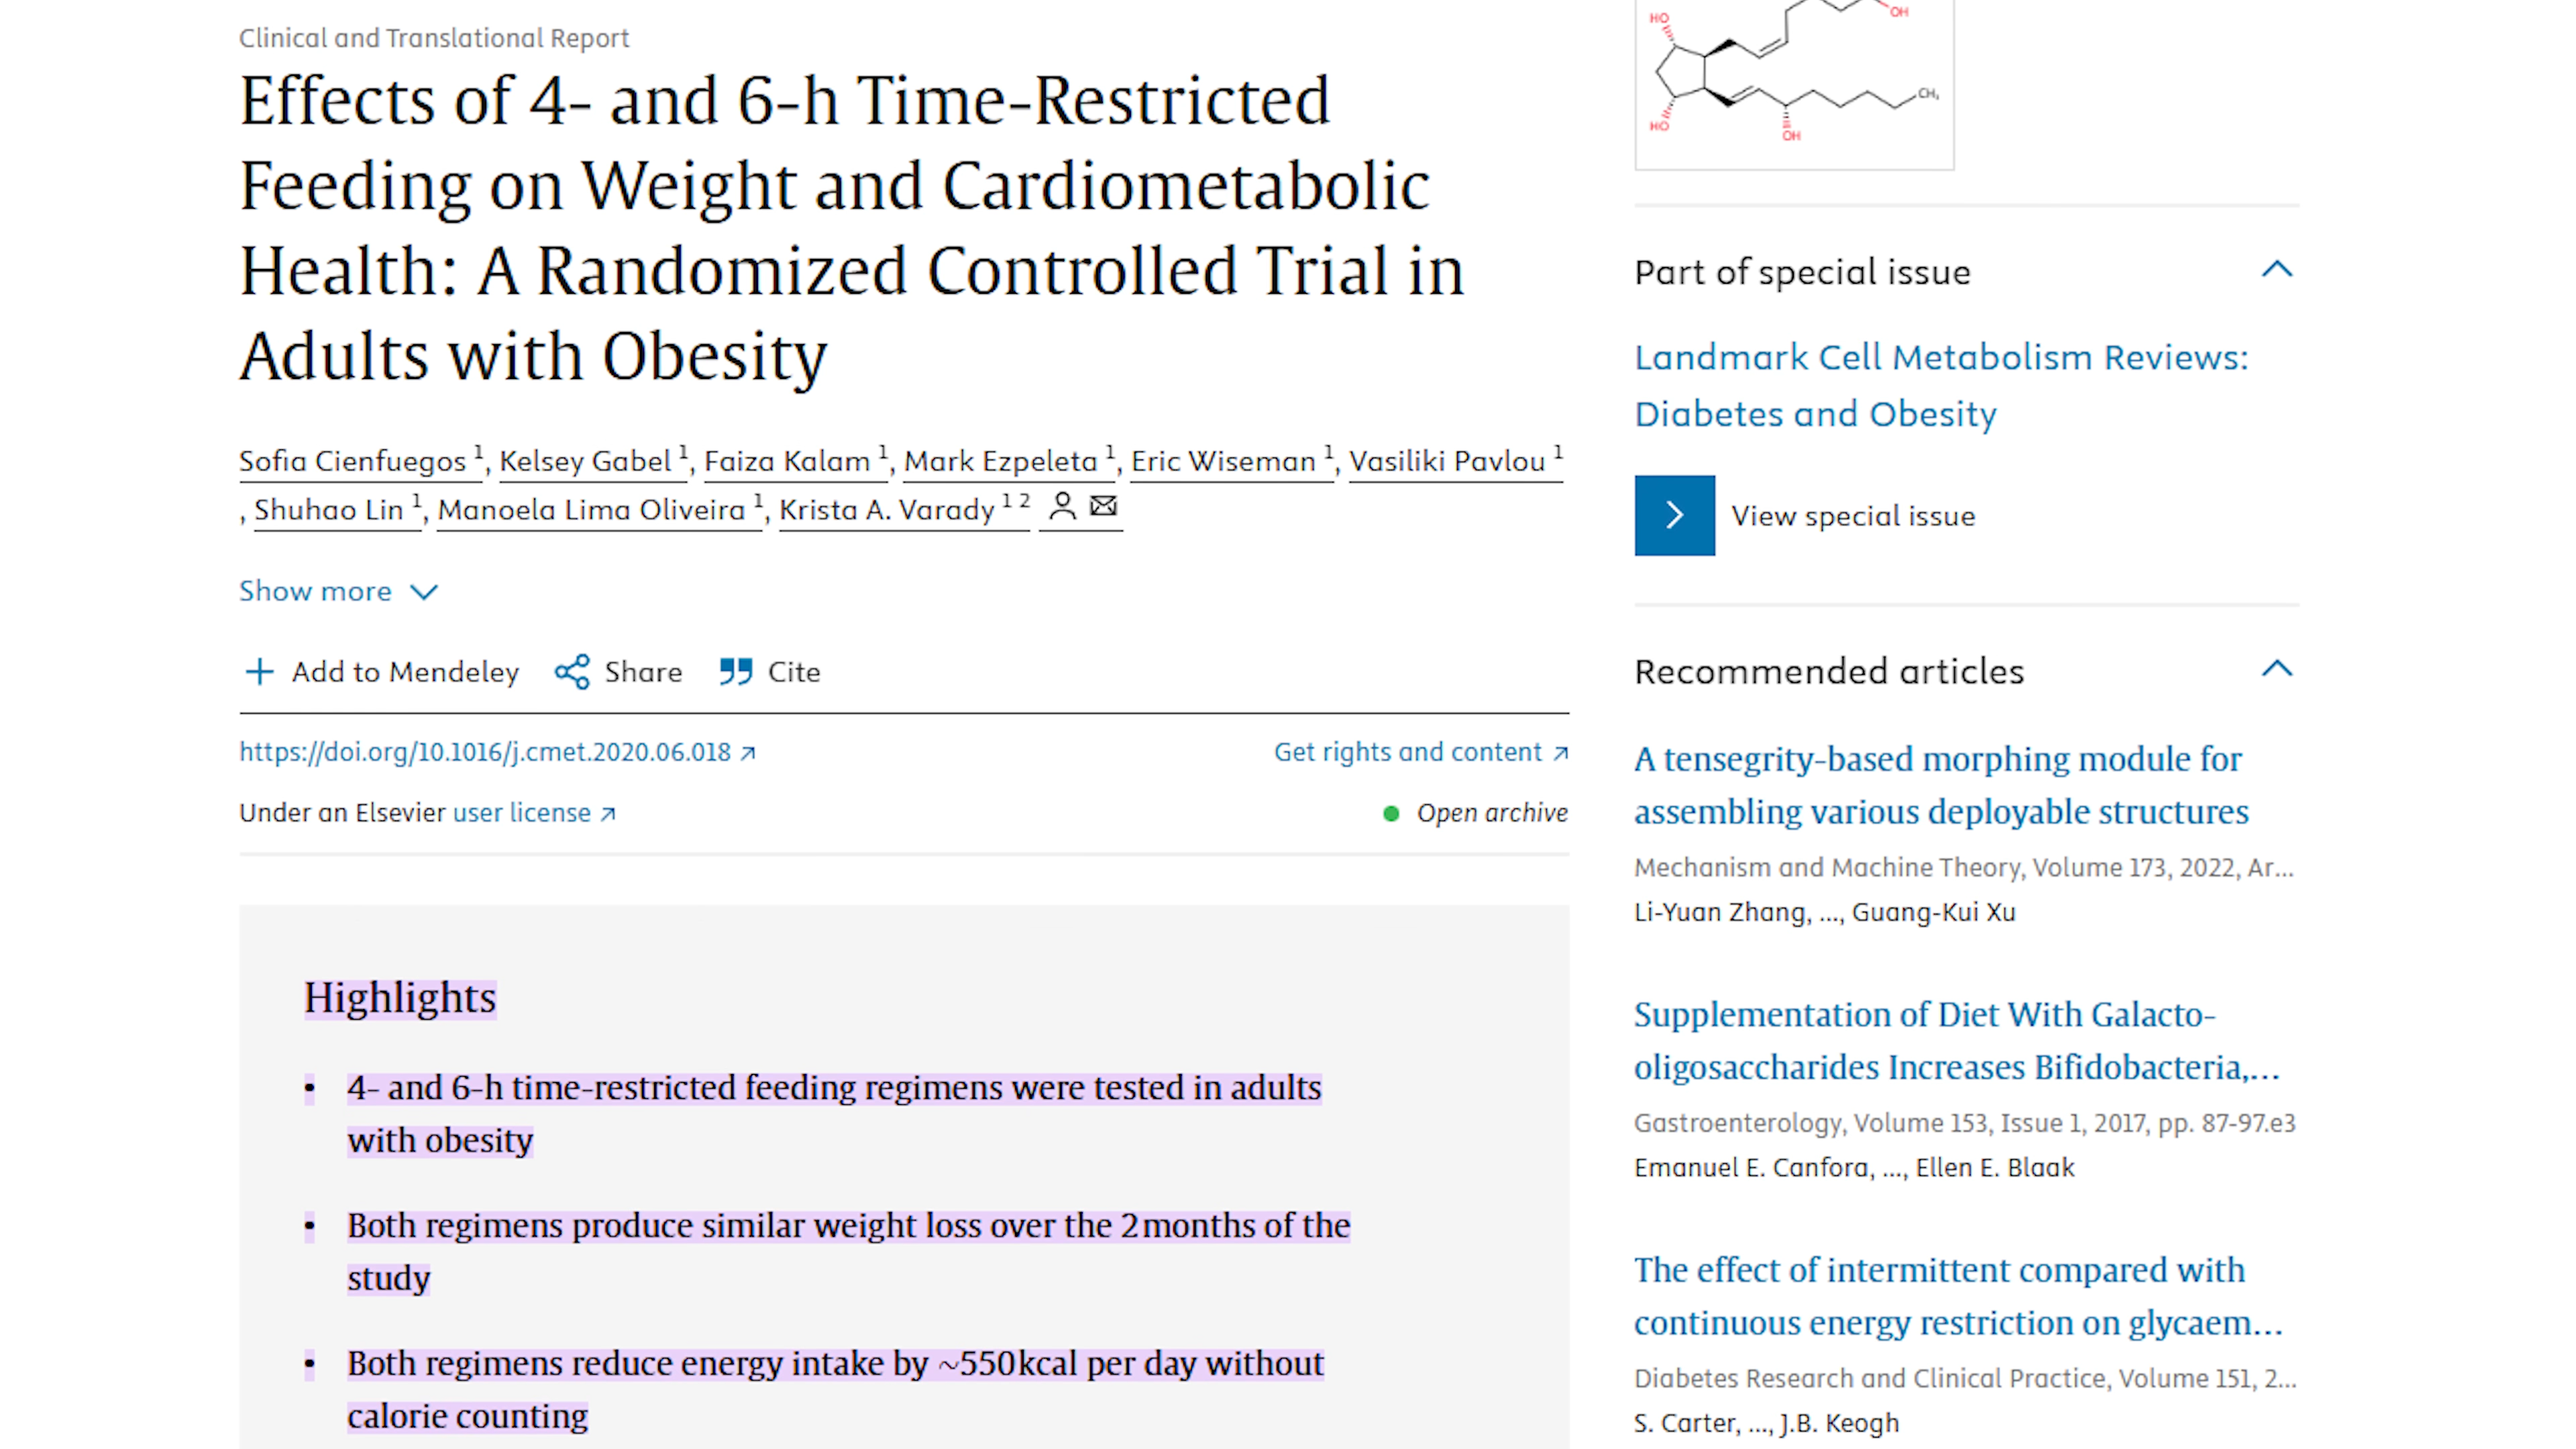 Clinical and Translational Report
Effects of 4- and 6-h Time-Restricted
Feeding on Weight and Cardiometabolic
Health: A Randomized Controlled Trial in
Adults with Obesity
Sofia Cienfuegos 1, Kelsey Gabel 1, Faiza Kalam 1, Mark Ezpeleta 1, Eric Wiseman 1, Vasiliki Pavlou 1
, Shuhao Lin 1, Manoela Lima Oliveira 1, Krista A. Varady 1 2
Show more
Add to Mendeley Share Cite
https://doi.org/10.1016/j.cmet.2020.06.018 Get rights and content
Under an Elsevier user license Open archive
Highlights
• 4- and 6-h time-restricted feeding regimens were tested in adults
with obesity
• Both regimens produce similar weight loss over the 2 months of the
study
• Both regimens reduce energy intake by ~550 kcal per day without
calorie counting
HO
OH
CH3
HO
OH
Part of special issue
Landmark Cell Metabolism Reviews:
Diabetes and Obesity
View special issue
Recommended articles
A tensegrity-based morphing module for
assembling various deployable structures
Mechanism and Machine Theory, Volume 173, 2022, Ar...
Li-Yuan Zhang, ..., Guang-Kui Xu
Supplementation of Diet With Galacto-
oligosaccharides Increases Bifidobacteria,...
Gastroenterology, Volume 153, Issue 1, 2017, pp. 87-97.e3
Emanuel E. Canfora, ..., Ellen E. Blaak
The effect of intermittent compared with
continuous energy restriction on glycaem...
Diabetes Research and Clinical Practice, Volume 151, 2...
S. Carter, ..., J.B. Keogh